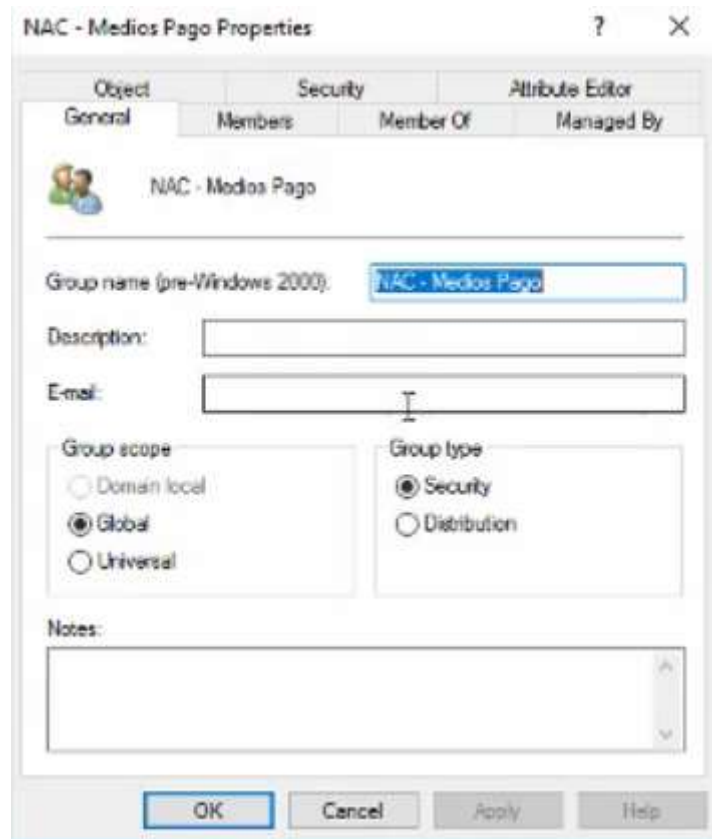 NAC - Medios Pago Properties ? ✕
Object Security Attribute Editor
General Members Member Of Managed By
NAC - Medios Pago
Group name (pre-Windows 2000): NAC - Medios Pago
Description:
E-mail:
Group scope
Domain local
Global
Universal
Group type
Security
Distribution
Notes:
OK Cancel Apply Help